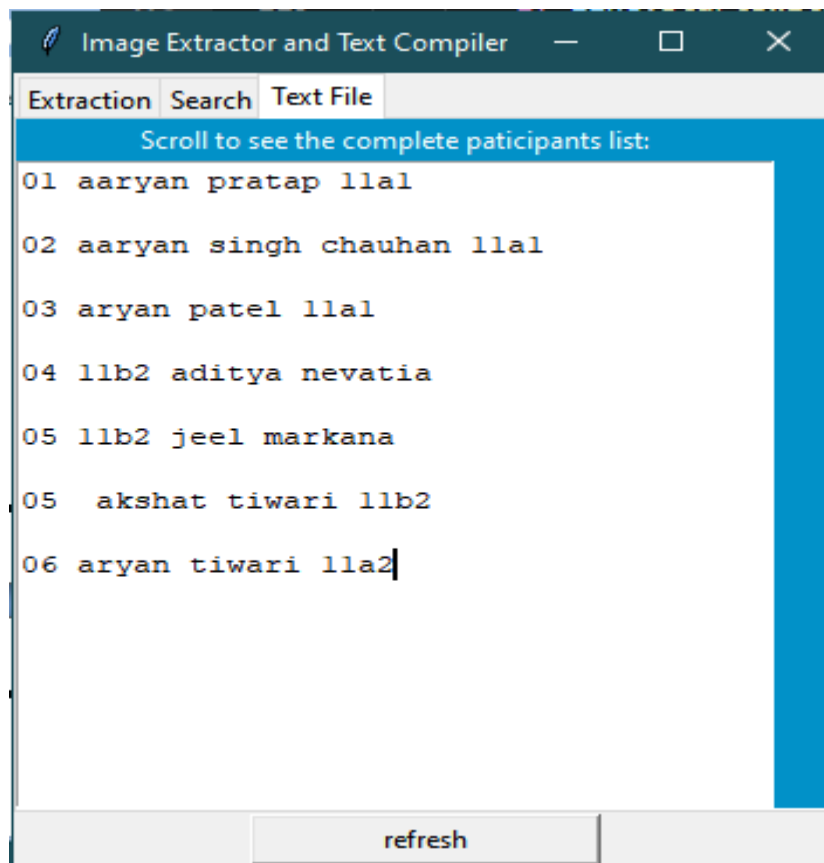 Image Extractor and Text Compiler
Extraction Search Text File
Scroll to see the complete paticipants list:
01 aaryan pratap 11a1
02 aaryan singh chauhan 11a1
03 aryan patel 11a1
04 11b2 aditya nevatia
05 11b2 jeel markana
05  akshat tiwari 11b2
06 aryan tiwari 11a2
refresh